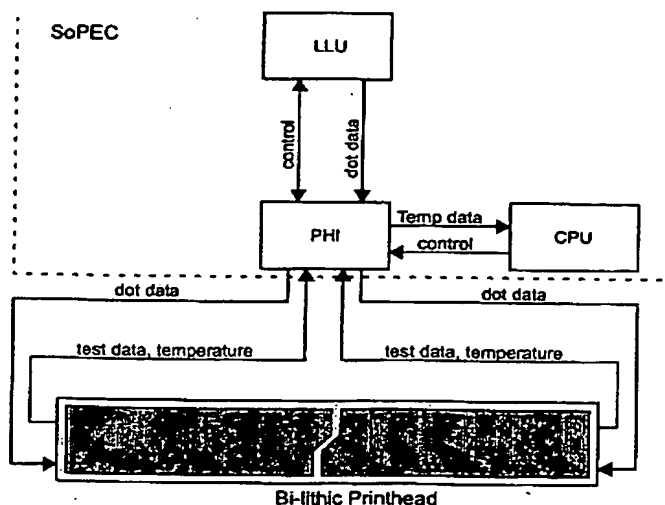 SoPEC
LLU
control
dot data
PHI
Temp data
control
CPU
dot data
dot data
test data, temperature
test data, temperature
Bi-lithic Printhead